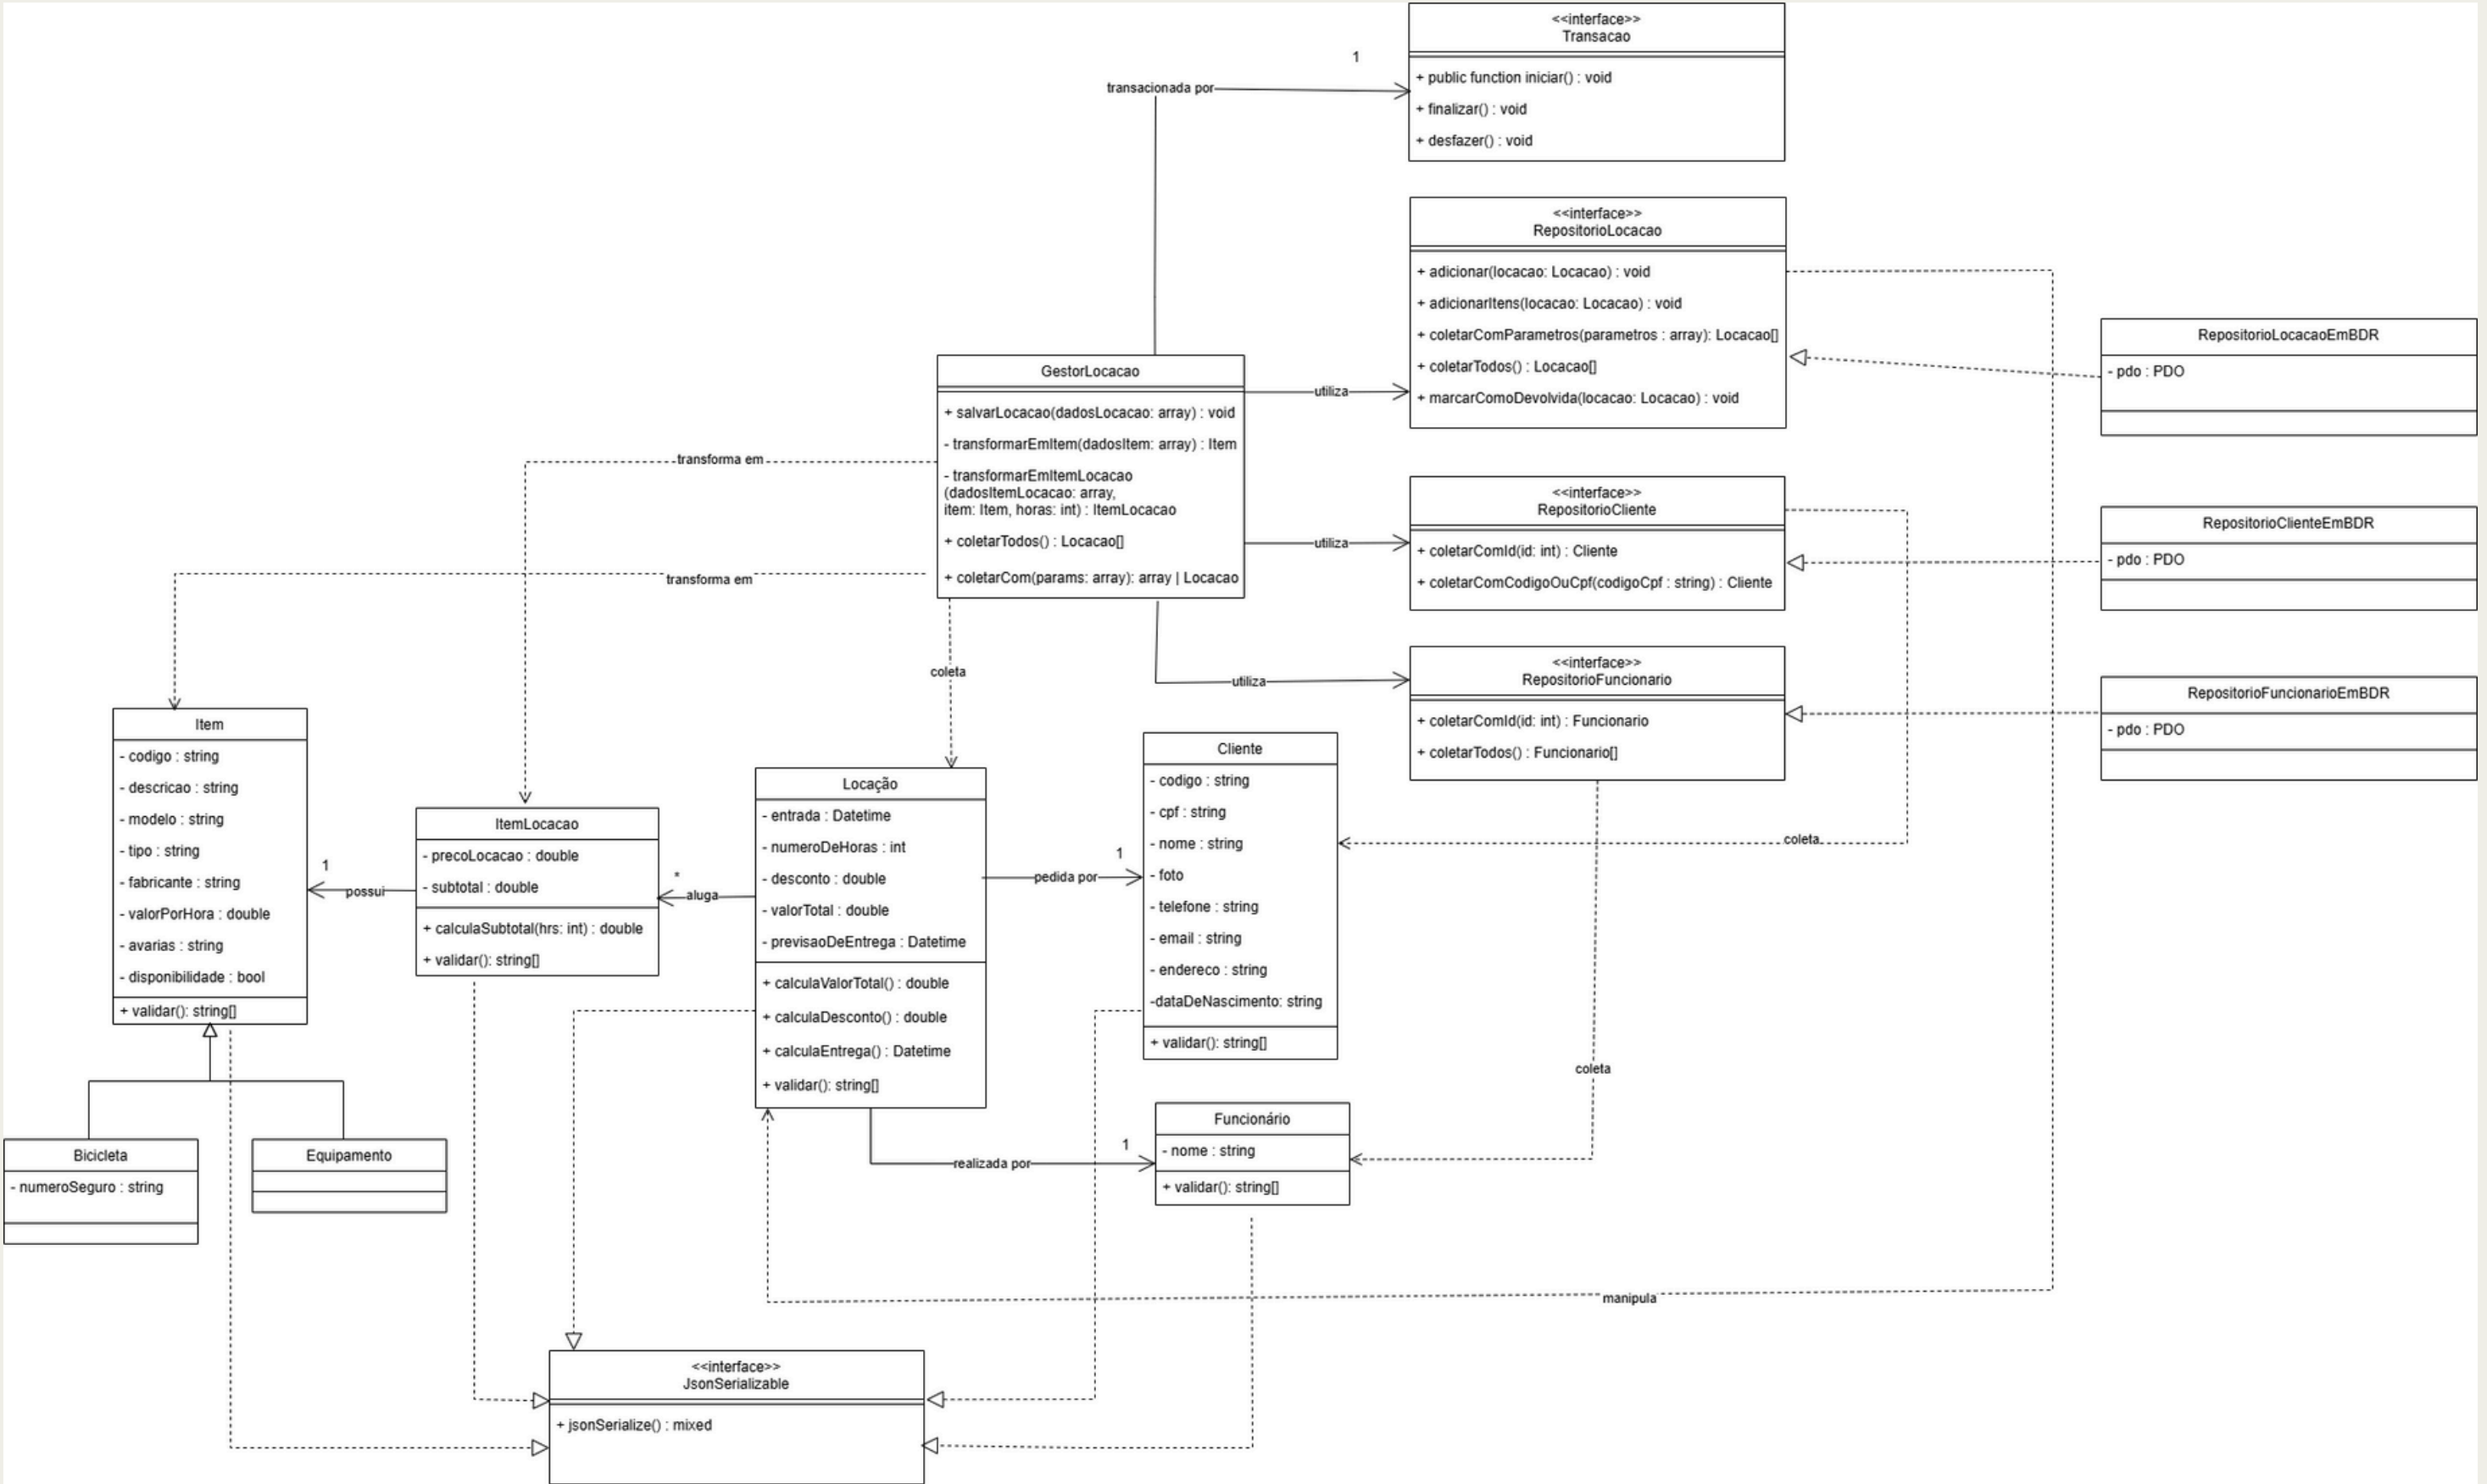 <<interface>>
Transacao
+ public function iniciar() : void
+ finalizar() : void
+ desfazer() : void
1
transacionada por
<<interface>>
RepositorioLocacao
+ adicionar(locacao: Locacao) : void
+ adicionarItens(locacao: Locacao) : void
+ coletarComParametros(parametros : array): Locacao[]
+ coletarTodos() : Locacao[]
+ marcarComoDevolvida(locacao: Locacao) : void
RepositorioLocacaoEmBDR
- pdo : PDO
GestorLocacao
+ salvarLocacao(dadosLocacao: array) : void
- transformarEmItem(dadosItem: array) : Item
- transformarEmItemLocacao
(dadosItemLocacao: array,
item: Item, horas: int) : ItemLocacao
+ coletarTodos() : Locacao[]
+ coletarCom(params: array): array | Locacao
utiliza
utiliza
utiliza
transforma em
transforma em
coleta
<<interface>>
RepositorioCliente
+ coletarComId(id: int) : Cliente
+ coletarComCodigoOuCpf(codigoCpf : string) : Cliente
RepositorioClienteEmBDR
- pdo : PDO
<<interface>>
RepositorioFuncionario
+ coletarComId(id: int) : Funcionario
+ coletarTodos() : Funcionario[]
RepositorioFuncionarioEmBDR
- pdo : PDO
Item
- codigo : string
- descricao : string
- modelo : string
- tipo : string
- fabricante : string
- valorPorHora : double
- avarias : string
- disponibilidade : bool
+ validar(): string[]
1
possui
ItemLocacao
- precoLocacao : double
- subtotal : double
+ calculaSubtotal(hrs: int) : double
+ validar(): string[]
*
aluga
Locação
- entrada : Datetime
- numeroDeHoras : int
- desconto : double
- valorTotal : double
- previsaoDeEntrega : Datetime
+ calculaValorTotal() : double
+ calculaDesconto() : double
+ calculaEntrega() : Datetime
+ validar(): string[]
1
pedida por
Cliente
- codigo : string
- cpf : string
- nome : string
- foto
- telefone : string
- email : string
- endereco : string
-dataDeNascimento: string
+ validar(): string[]
coleta
coleta
1
realizada por
Funcionário
- nome : string
+ validar(): string[]
Bicicleta
- numeroSeguro : string
Equipamento
manipula
<<interface>>
JsonSerializable
+ jsonSerialize() : mixed